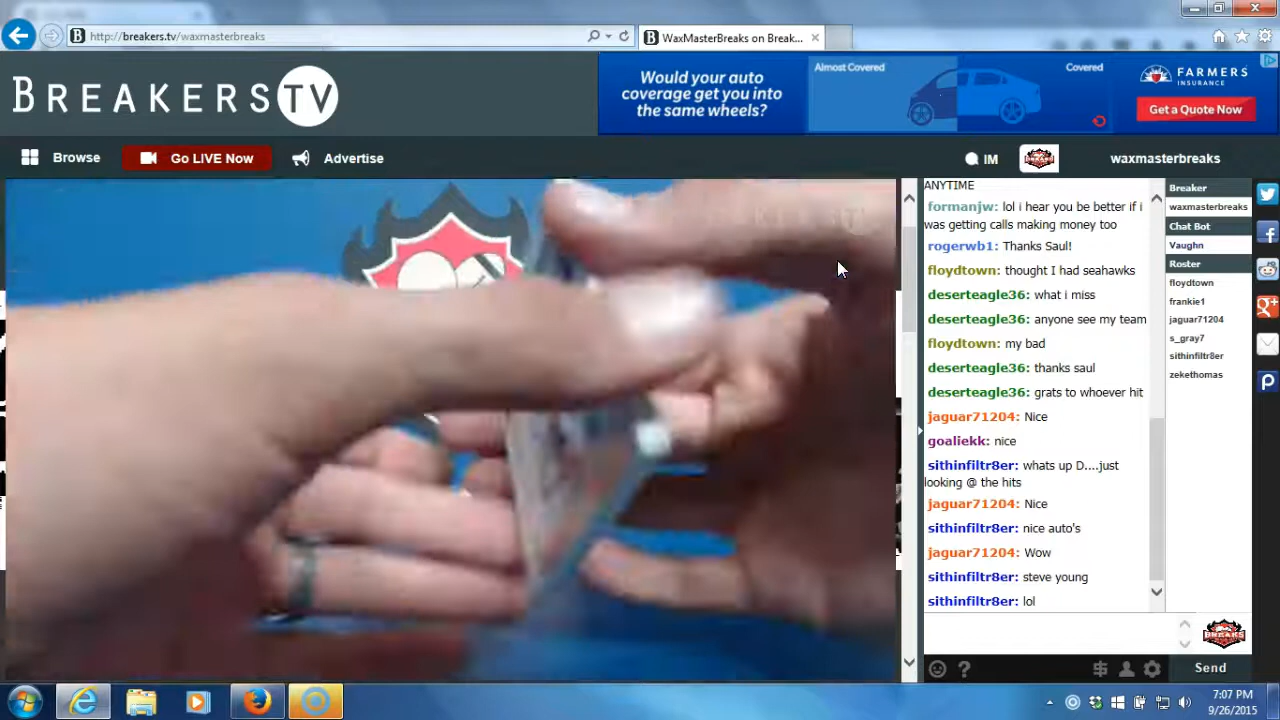 http://breakers.tv/waxmasterbreaks
WaxMasterBreaks on Break...
BREAKERSTV
Would your auto
coverage get you into
the same wheels?
Almost Covered
Covered
FARMERS
INSURANCE
Get a Quote Now
Browse
Go LIVE Now
Advertise
IM
waxmasterbreaks
ANYTIME
formanjw: lol i hear you be better if i
was getting calls making money too
rogerwb1: Thanks Saul!
floydtown: thought I had seahawks
deserteagle36: what i miss
deserteagle36: anyone see my team
floydtown: my bad
deserteagle36: thanks saul
deserteagle36: grats to whoever hit
jaguar71204: Nice
goaliekk: nice
sithinfiltr8er: whats up D....just
looking @ the hits
jaguar71204: Nice
sithinfiltr8er: nice auto's
jaguar71204: Wow
sithinfiltr8er: steve young
sithinfiltr8er: lol
Breaker
waxmasterbreaks
Chat Bot
Vaughn
Roster
floydtown
frankie1
jaguar71204
s_gray7
sithinfiltr8er
zekethomas
BREAKS
Send
7:07 PM
9/26/2015